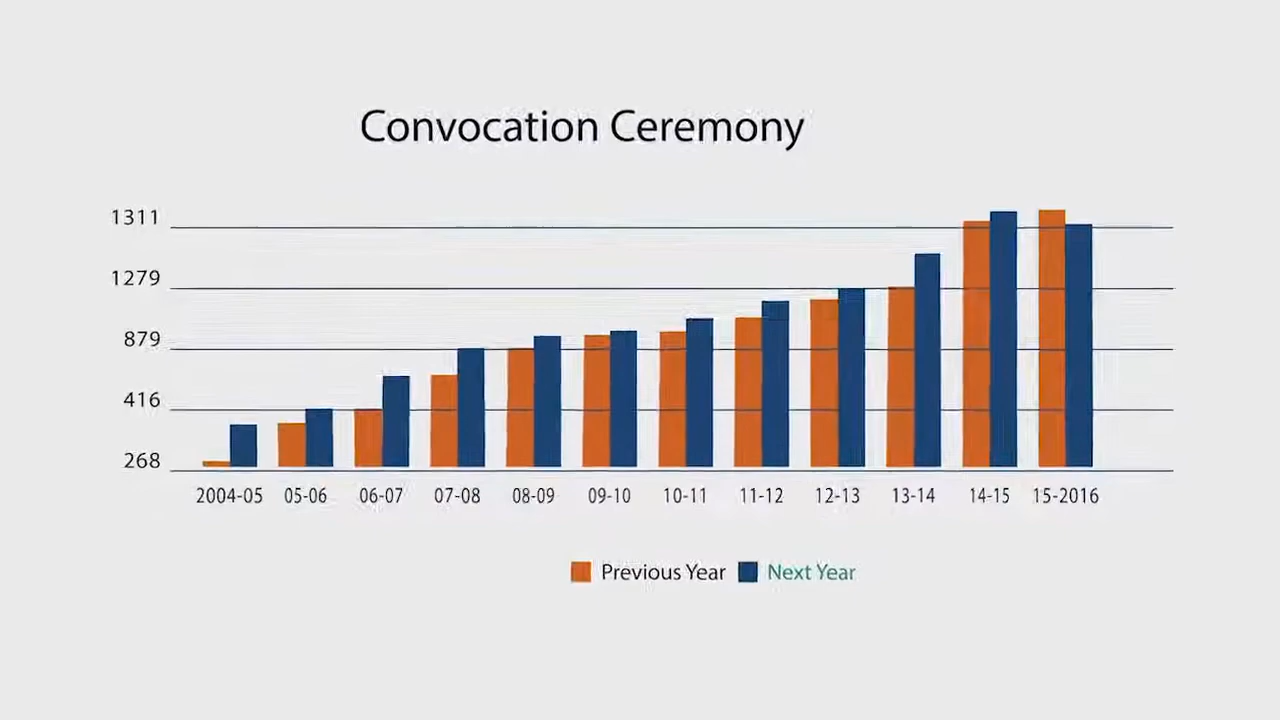 Convocation Ceremony
1311
1279
879
416
268
2004-05 05-06 06-07 07-08 08-09 09-10 10-11 11-12 12-13 13-14 14-15 15-2016
Previous Year Next Year